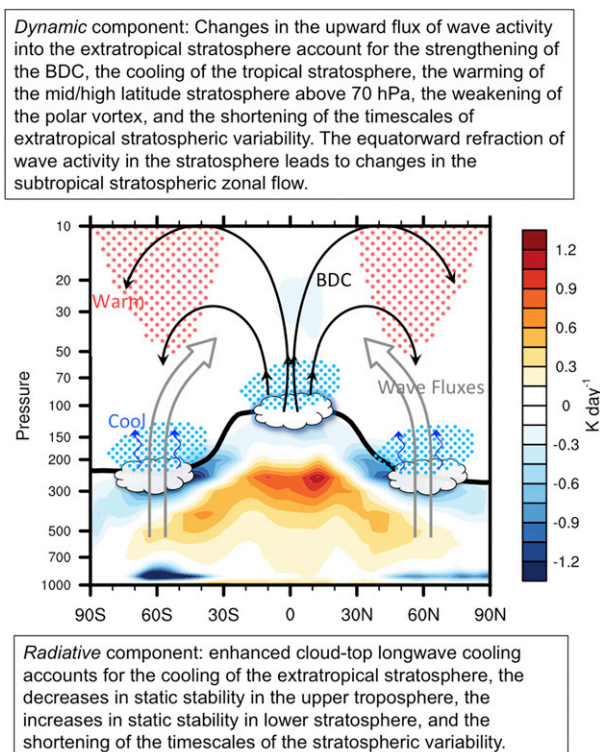 Dynamic component: Changes in the upward flux of wave activity
into the extratropical stratosphere account for the strengthening of
the BDC, the cooling of the tropical stratosphere, the warming of
the mid/high latitude stratosphere above 70 hPa, the weakening of
the polar vortex, and the shortening of the timescales of
extratropical stratospheric variability. The equatorward refraction of
wave activity in the stratosphere leads to changes in the
subtropical stratospheric zonal flow.
10
20
30
50
70
100
150
200
300
500
700
1000
Pressure
Warm
BDC
Wave Fluxes
Cool
90S 60S 30S 0 30N 60N 90N
1.2
0.9
0.6
0.3
0
-0.3
-0.6
-0.9
-1.2
K day-1
Radiative component: enhanced cloud-top longwave cooling
accounts for the cooling of the extratropical stratosphere, the
decreases in static stability in the upper troposphere, the
increases in static stability in lower stratosphere, and the
shortening of the timescales of the stratospheric variability.